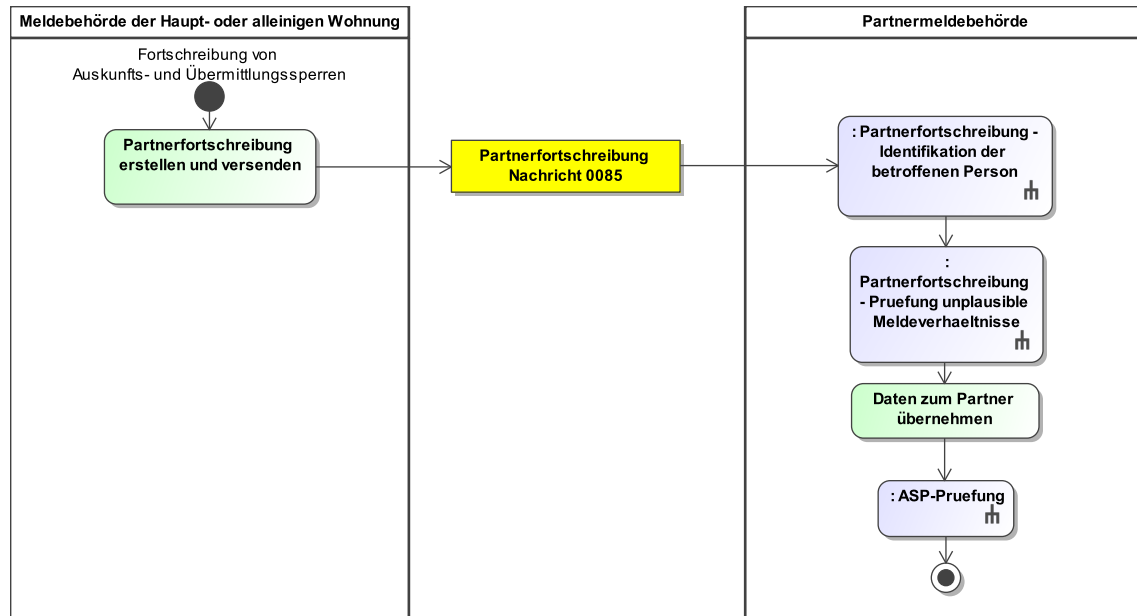 Meldebehörde der Haupt- oder alleinigen Wohnung
Partnermeldebehörde
Fortschreibung von
Auskunfts- und Übermittlungssperren
Partnerfortschreibung
erstellen und versenden
Partnerfortschreibung
Nachricht 0085
: Partnerfortschreibung -
Identifikation der
betroffenen Person
:
Partnerfortschreibung
- Pruefung unplausible
Meldeverhaeltnisse
Daten zum Partner
übernehmen
: ASP-Pruefung